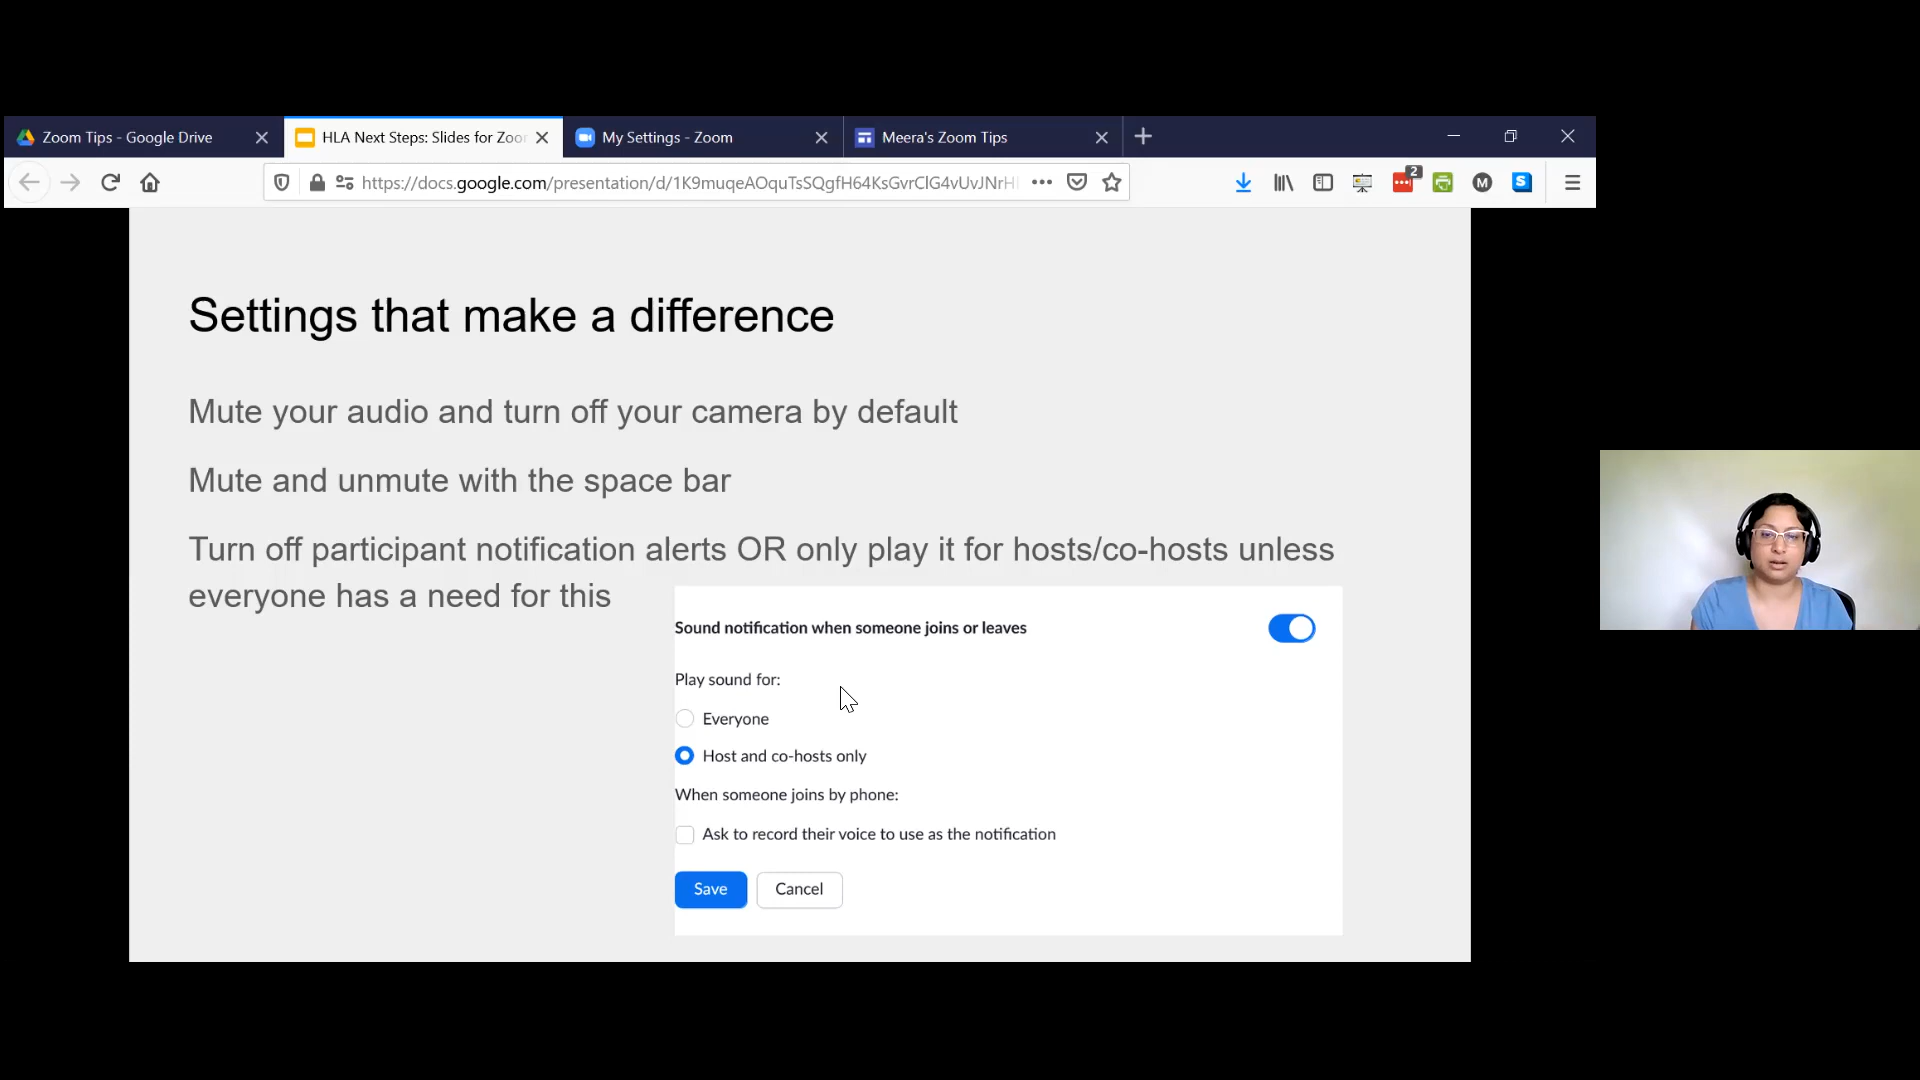 Zoom Tips - Google Drive
HLA Next Steps: Slides for Zoo
My Settings - Zoom
Meera's Zoom Tips
https://docs.google.com/presentation/d/1K9muqeAOquTsSQgfH64KsGvrClG4vUvJNrH
2
M
S
Settings that make a difference
Mute your audio and turn off your camera by default
Mute and unmute with the space bar
Turn off participant notification alerts OR only play it for hosts/co-hosts unless
everyone has a need for this
Sound notification when someone joins or leaves
Play sound for:
Everyone
Host and co-hosts only
When someone joins by phone:
Ask to record their voice to use as the notification
Save
Cancel